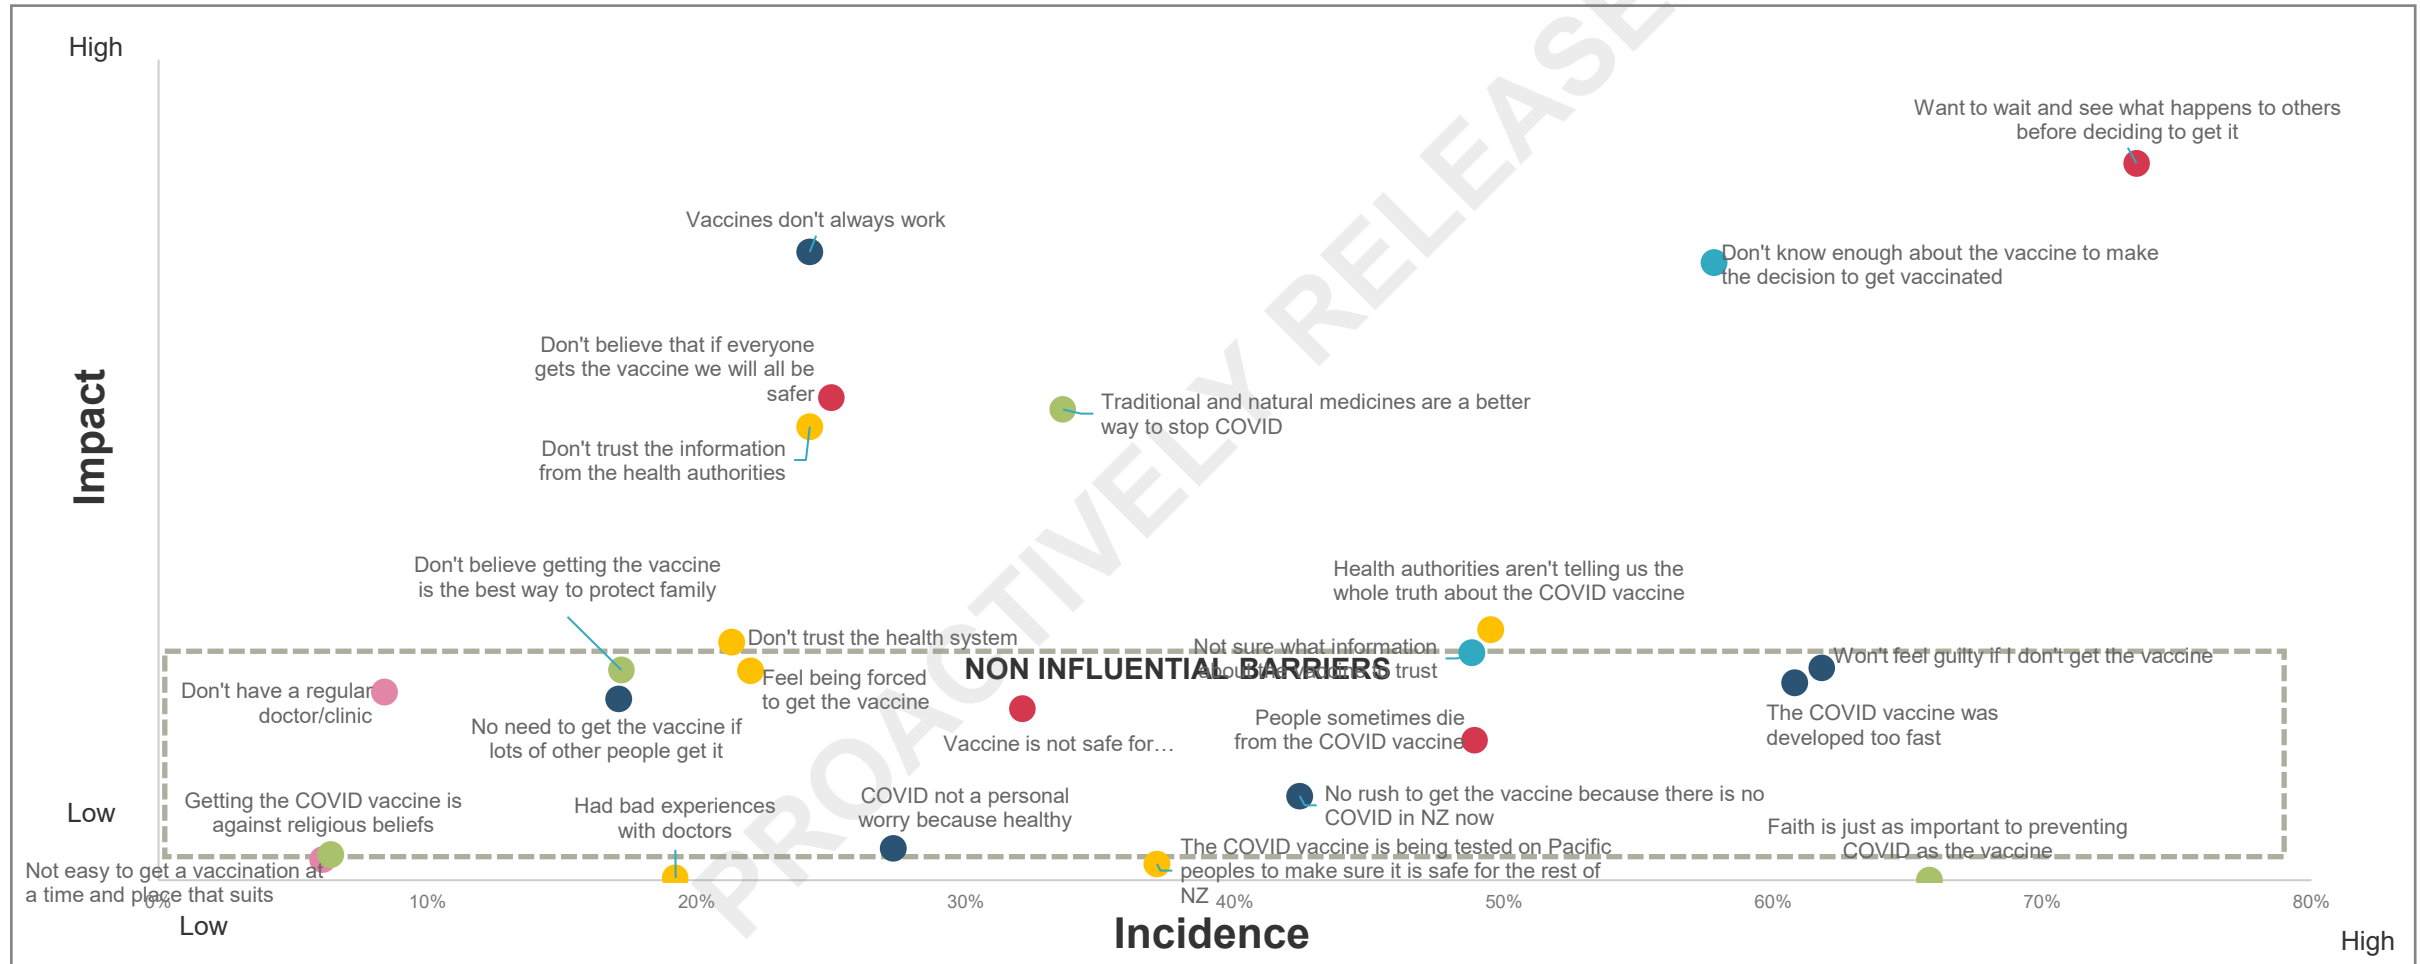 High
Want to wait and see what happens to others
before deciding to get it
Vaccines don't always work
Don't know enough about the vaccine to make
the decision to get vaccinated
Don't believe that if everyone
gets the vaccine we will all be
safer
Traditional and natural medicines are a better
way to stop COVID
Don't trust the information
from the health authorities
Impact
Don't believe getting the vaccine
is the best way to protect family
Health authorities aren't telling us the
whole truth about the COVID vaccine
Don't trust the health system
Not sure what information
about the vaccine to trust
NON INFLUENTIAL BARRIERS
Won't feel guilty if I don't get the vaccine
Feel being forced
to get the vaccine
Don't have a regular
doctor/clinic
No need to get the vaccine if
lots of other people get it
Vaccine is not safe for…
People sometimes die
from the COVID vaccine
The COVID vaccine was
developed too fast
Low
Getting the COVID vaccine is
against religious beliefs
Had bad experiences
with doctors
COVID not a personal
worry because healthy
No rush to get the vaccine because there is no
COVID in NZ now
Faith is just as important to preventing
COVID as the vaccine
The COVID vaccine is being tested on Pacific
peoples to make sure it is safe for the rest of
NZ
Not easy to get a vaccination at
a time and place that suits
0%
10%
20%
30%
40%
50%
60%
70%
80%
Low
Incidence
High
PROACTIVELY RELEASE